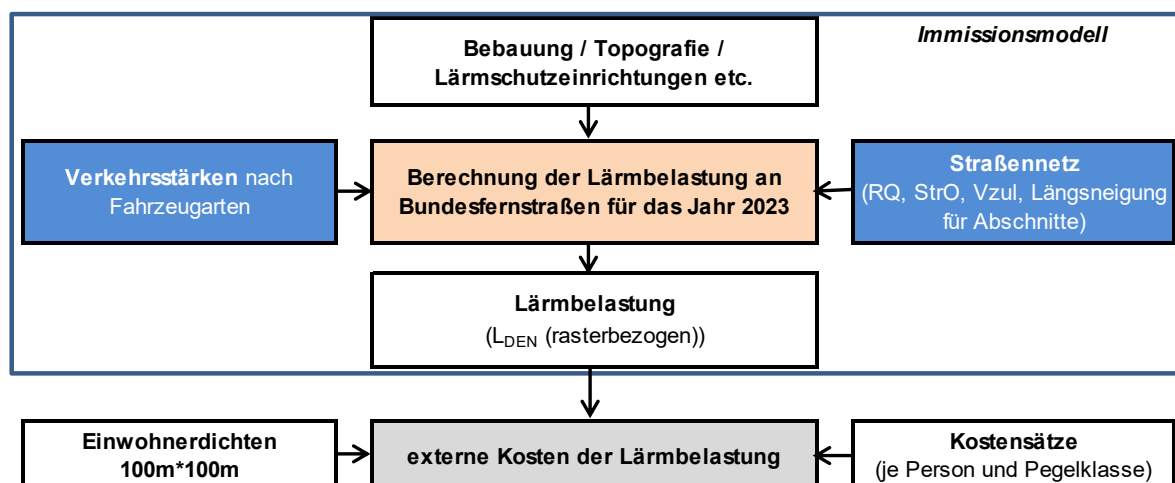 Immissionsmodell
Bebauung / Topografie /
Lärmschutzeinrichtungen etc.
Verkehrsstärken nach
Fahrzeugarten
Berechnung der Lärmbelastung an
Bundesfernstraßen für das Jahr 2023
Straßennetz
(RQ, StrO, Vzul, Längsneigung
für Abschnitte)
Lärmbelastung
(LDEN (rasterbezogen))
Einwohnerdichten
100m*100m
externe Kosten der Lärmbelastung
Kostensätze
(je Person und Pegelklasse)